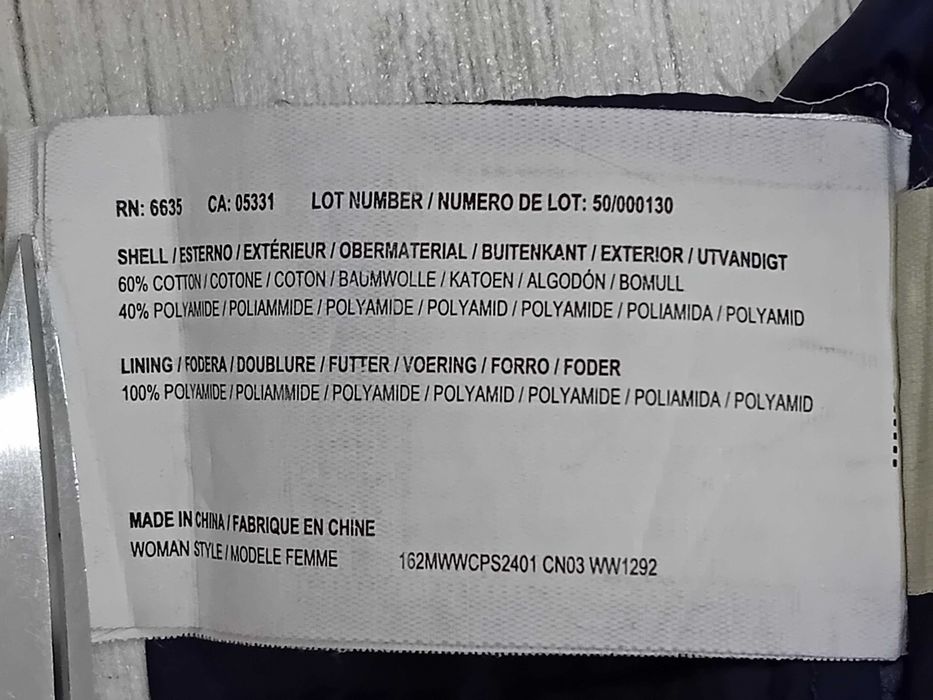 RN: 6635 CA: 05331 LOT NUMBER / NUMERO DE LOT: 50/000130
SHELL / ESTERNO / EXTÉRIEUR / OBERMATERIAL / BUITENKANT / EXTERIOR / UTVANDIGT
60% COTTON / COTONE / COTON / BAUMWOLLE / KATOEN / ALGODÓN / BOMULL
40% POLYAMIDE / POLIAMMIDE / POLYAMIDE / POLYAMID / POLYAMIDE / POLIAMIDA / POLYAMID
LINING / FODERA / DOUBLURE / FUTTER / VOERING / FORRO / FODER
100% POLYAMIDE / POLIAMMIDE / POLYAMIDE / POLYAMID / POLYAMIDE / POLIAMIDA / POLYAMID
MADE IN CHINA / FABRIQUE EN CHINE
WOMAN STYLE / MODELE FEMME 162MWWCPS2401 CN03 WW1292